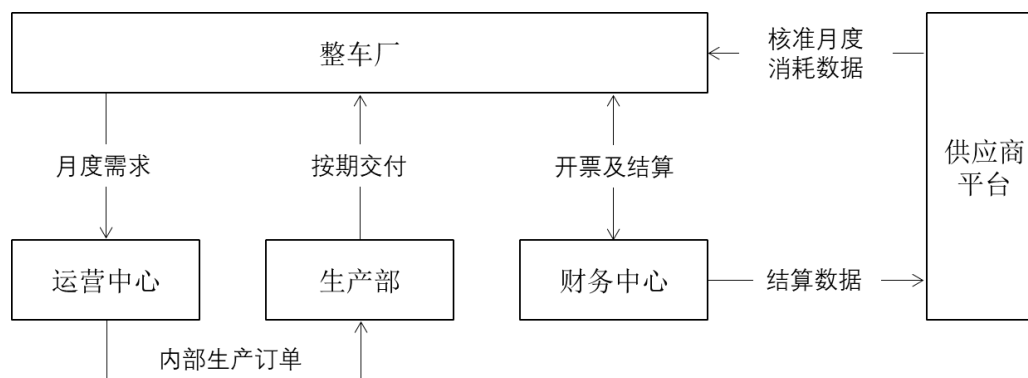 整车厂
核准月度
消耗数据
供应商
平台
月度需求
按期交付
开票及结算
运营中心
生产部
财务中心
结算数据
内部生产订单